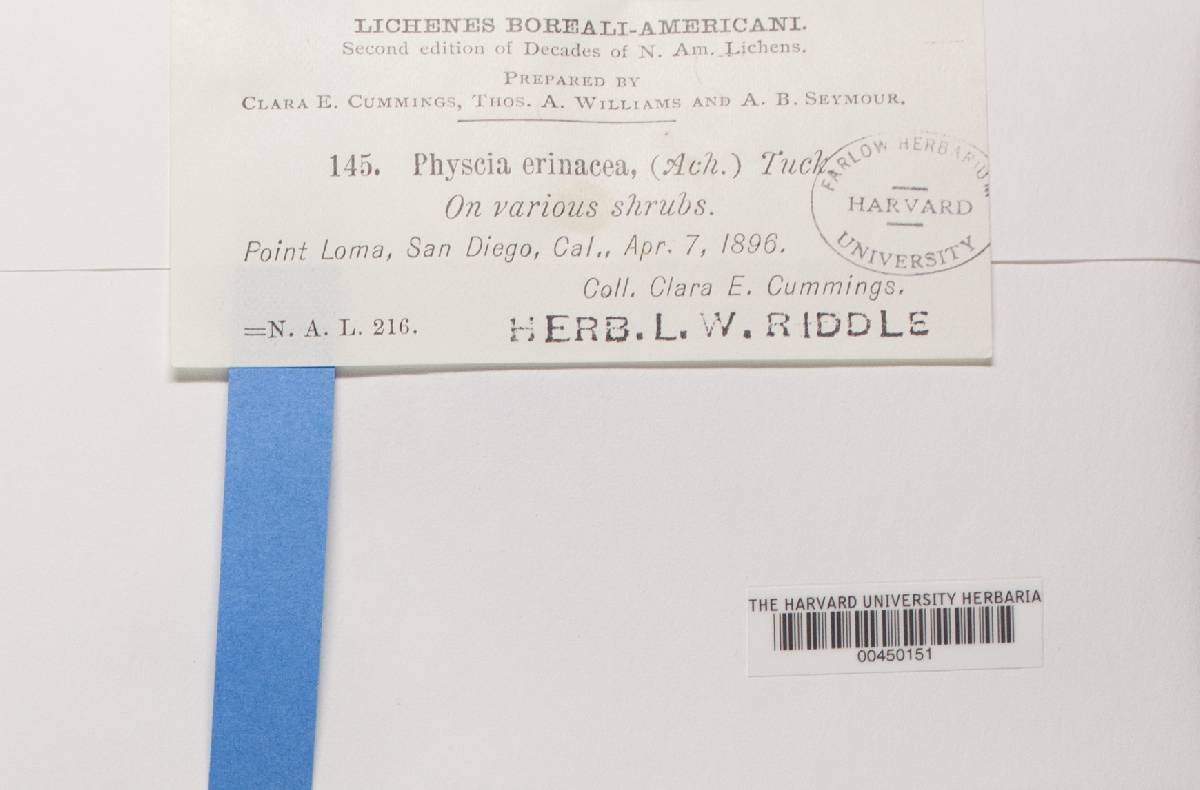 LICHENES BOREALI-AMERICANI.
Second edition of Decades of N. Am. Lichens.
PREPARED BY
CLARA E. CUMMINGS, THOS. A. WILLIAMS AND A. B. SEYMOUR.
145. Physcia erinacea, (Ach.) Tuck.
On various shrubs.
Point Loma, San Diego, Cal., Apr. 7, 1896.
Coll. Clara E. Cummings.
=N. A. L. 216.
HERB. L. W. RIDDLE
FARLOW HERBARIUM
HARVARD
UNIVERSITY
THE HARVARD UNIVERSITY HERBARIA
00450151